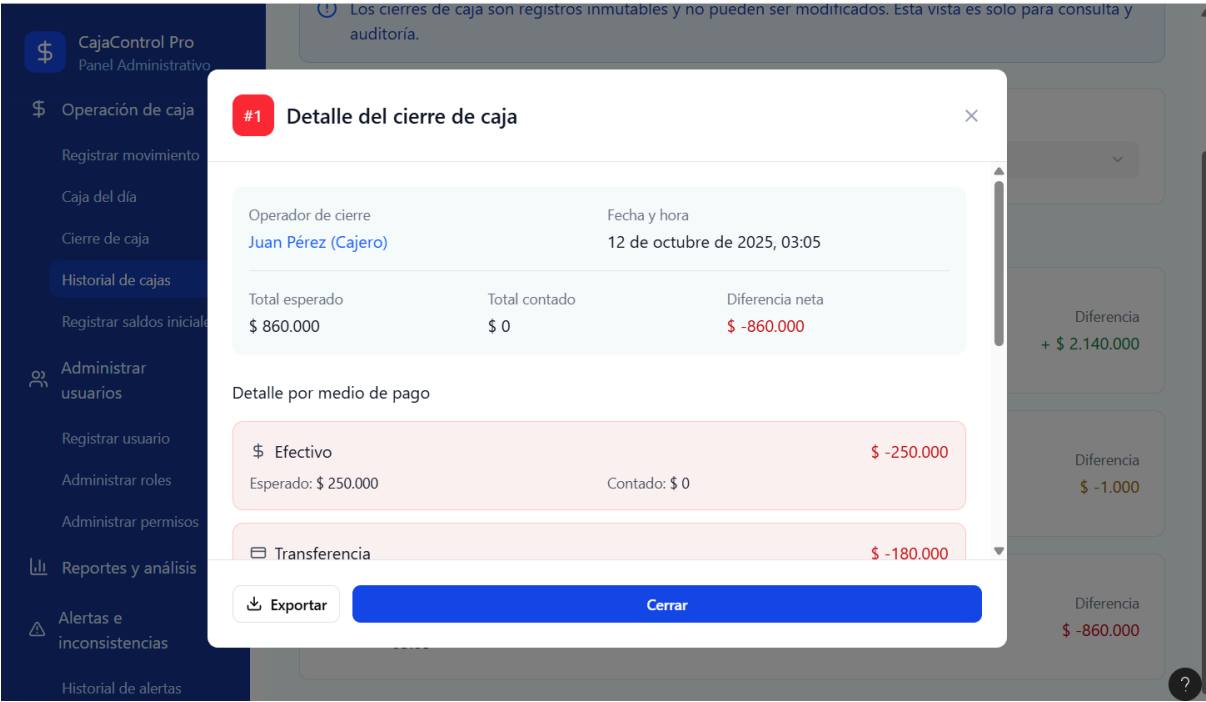 Los cierres de caja son registros inmutables y no pueden ser modificados. Esta vista es solo para consulta y
auditoría.
$
CajaControl Pro
Panel Administrativo
$ Operación de caja
Registrar movimiento
Caja del día
Cierre de caja
Historial de cajas
Registrar saldos iniciale
Administrar
usuarios
Registrar usuario
Administrar roles
Administrar permisos
Reportes y análisis
Alertas e
inconsistencias
Historial de alertas
#1 Detalle del cierre de caja
Operador de cierre
Juan Pérez (Cajero)
Fecha y hora
12 de octubre de 2025, 03:05
Total esperado
$ 860.000
Total contado
$ 0
Diferencia neta
$ -860.000
Detalle por medio de pago
$ Efectivo $ -250.000
Esperado: $ 250.000 Contado: $ 0
Transferencia $ -180.000
Exportar
Cerrar
Diferencia
+ $ 2.140.000
Diferencia
$ -1.000
Diferencia
$ -860.000
?